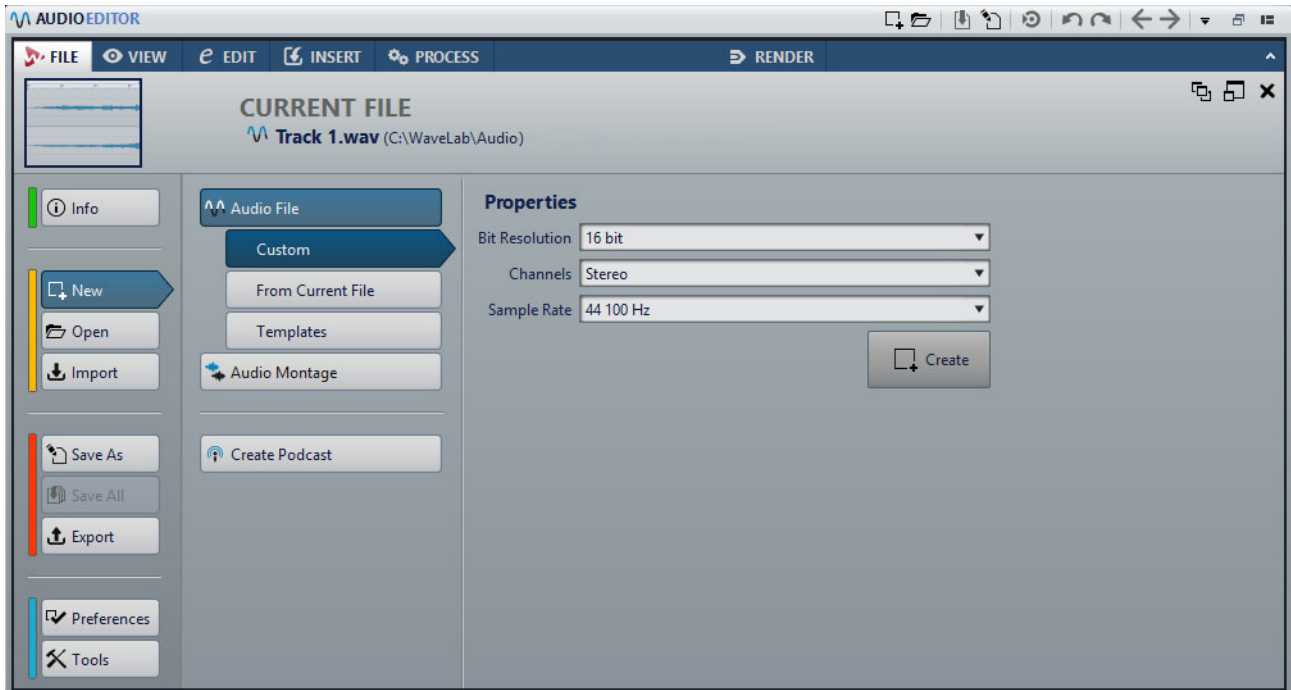 AUDIOEDITOR
FILE VIEW EDIT INSERT PROCESS RENDER
CURRENT FILE
Track 1.wav (C:\WaveLab\Audio)
Info
New
Open
Import
Save As
Save All
Export
Preferences
Tools
Audio File
Custom
From Current File
Templates
Audio Montage
Create Podcast
Properties
Bit Resolution 16 bit
Channels Stereo
Sample Rate 44 100 Hz
Create